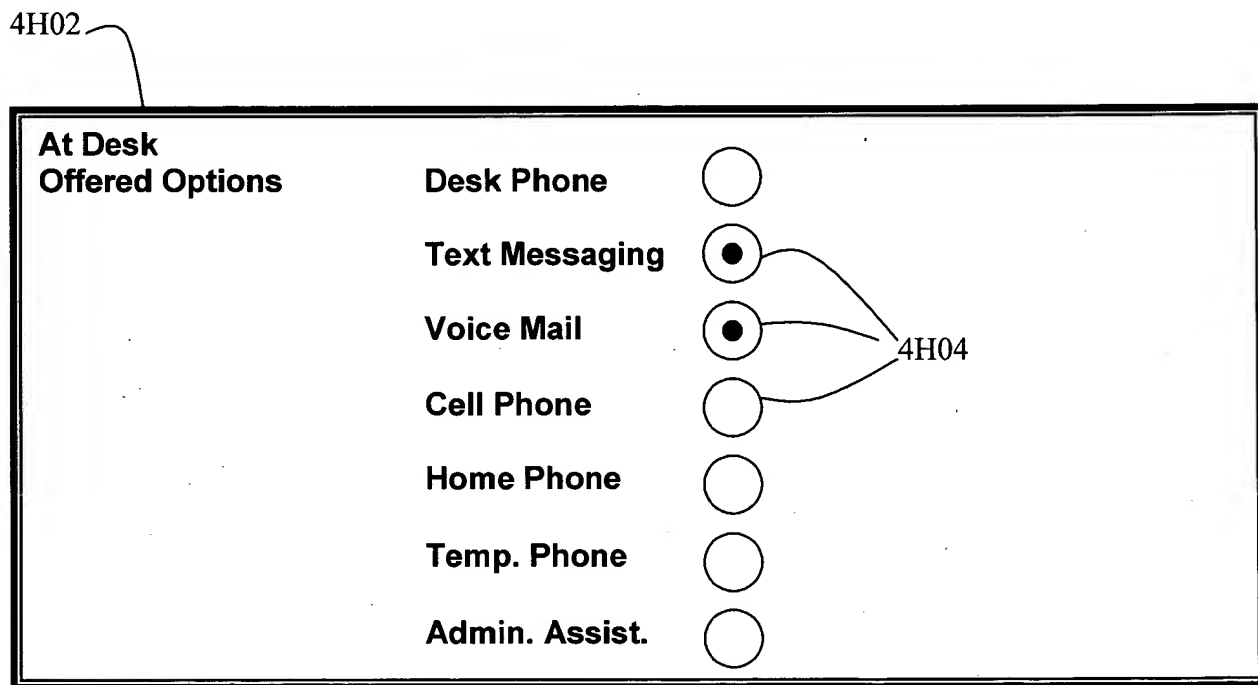 4H02
At Desk
Offered Options
Desk Phone
Text Messaging
Voice Mail
4H04
Cell Phone
Home Phone
Temp. Phone
Admin. Assist.